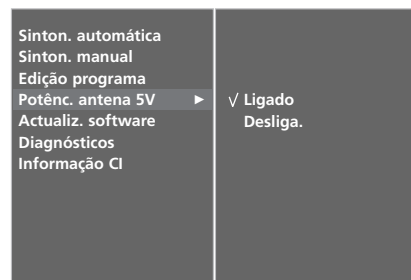 Sinton. automática
Sinton. manual
Edição programa
Potênc. antena 5V ►
Actualiz. software
Diagnósticos
Informação CI
√ Ligado
Desliga.